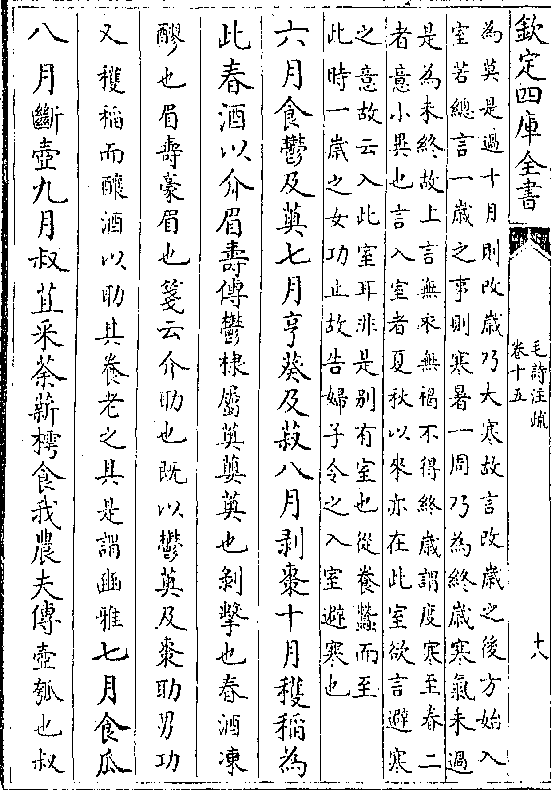 欽定四庫全書
毛詩注疏
卷十五
十八
為莫是過十月則改歲乃大寒故言改歲之後方始入
室若總言一歲之事則寒暑一周乃為終歲寒氣未過
是為未終故上言無衣無褐不得終歲謂度寒至春二
者意小異也言入室者夏秋以來亦在此室欲言避寒
之意故云入此室耳非是別有室也從養蠶而至
此時一歲之女功止故告婦子令之入室避寒也
六月食鬱及薁七月亨葵及菽八月剥棗十月穫稻為
此春酒以介眉壽傳鬱棣屬薁蘡薁也剝擊也春酒凍
醪也眉壽豪眉也箋云介助也既以鬱薁及棗助男功
又穫稻而釀酒以助其養老之具是謂豳雅七月食瓜
八月斷壺九月叔苴采荼薪樗食我農夫傳壺瓠也叔